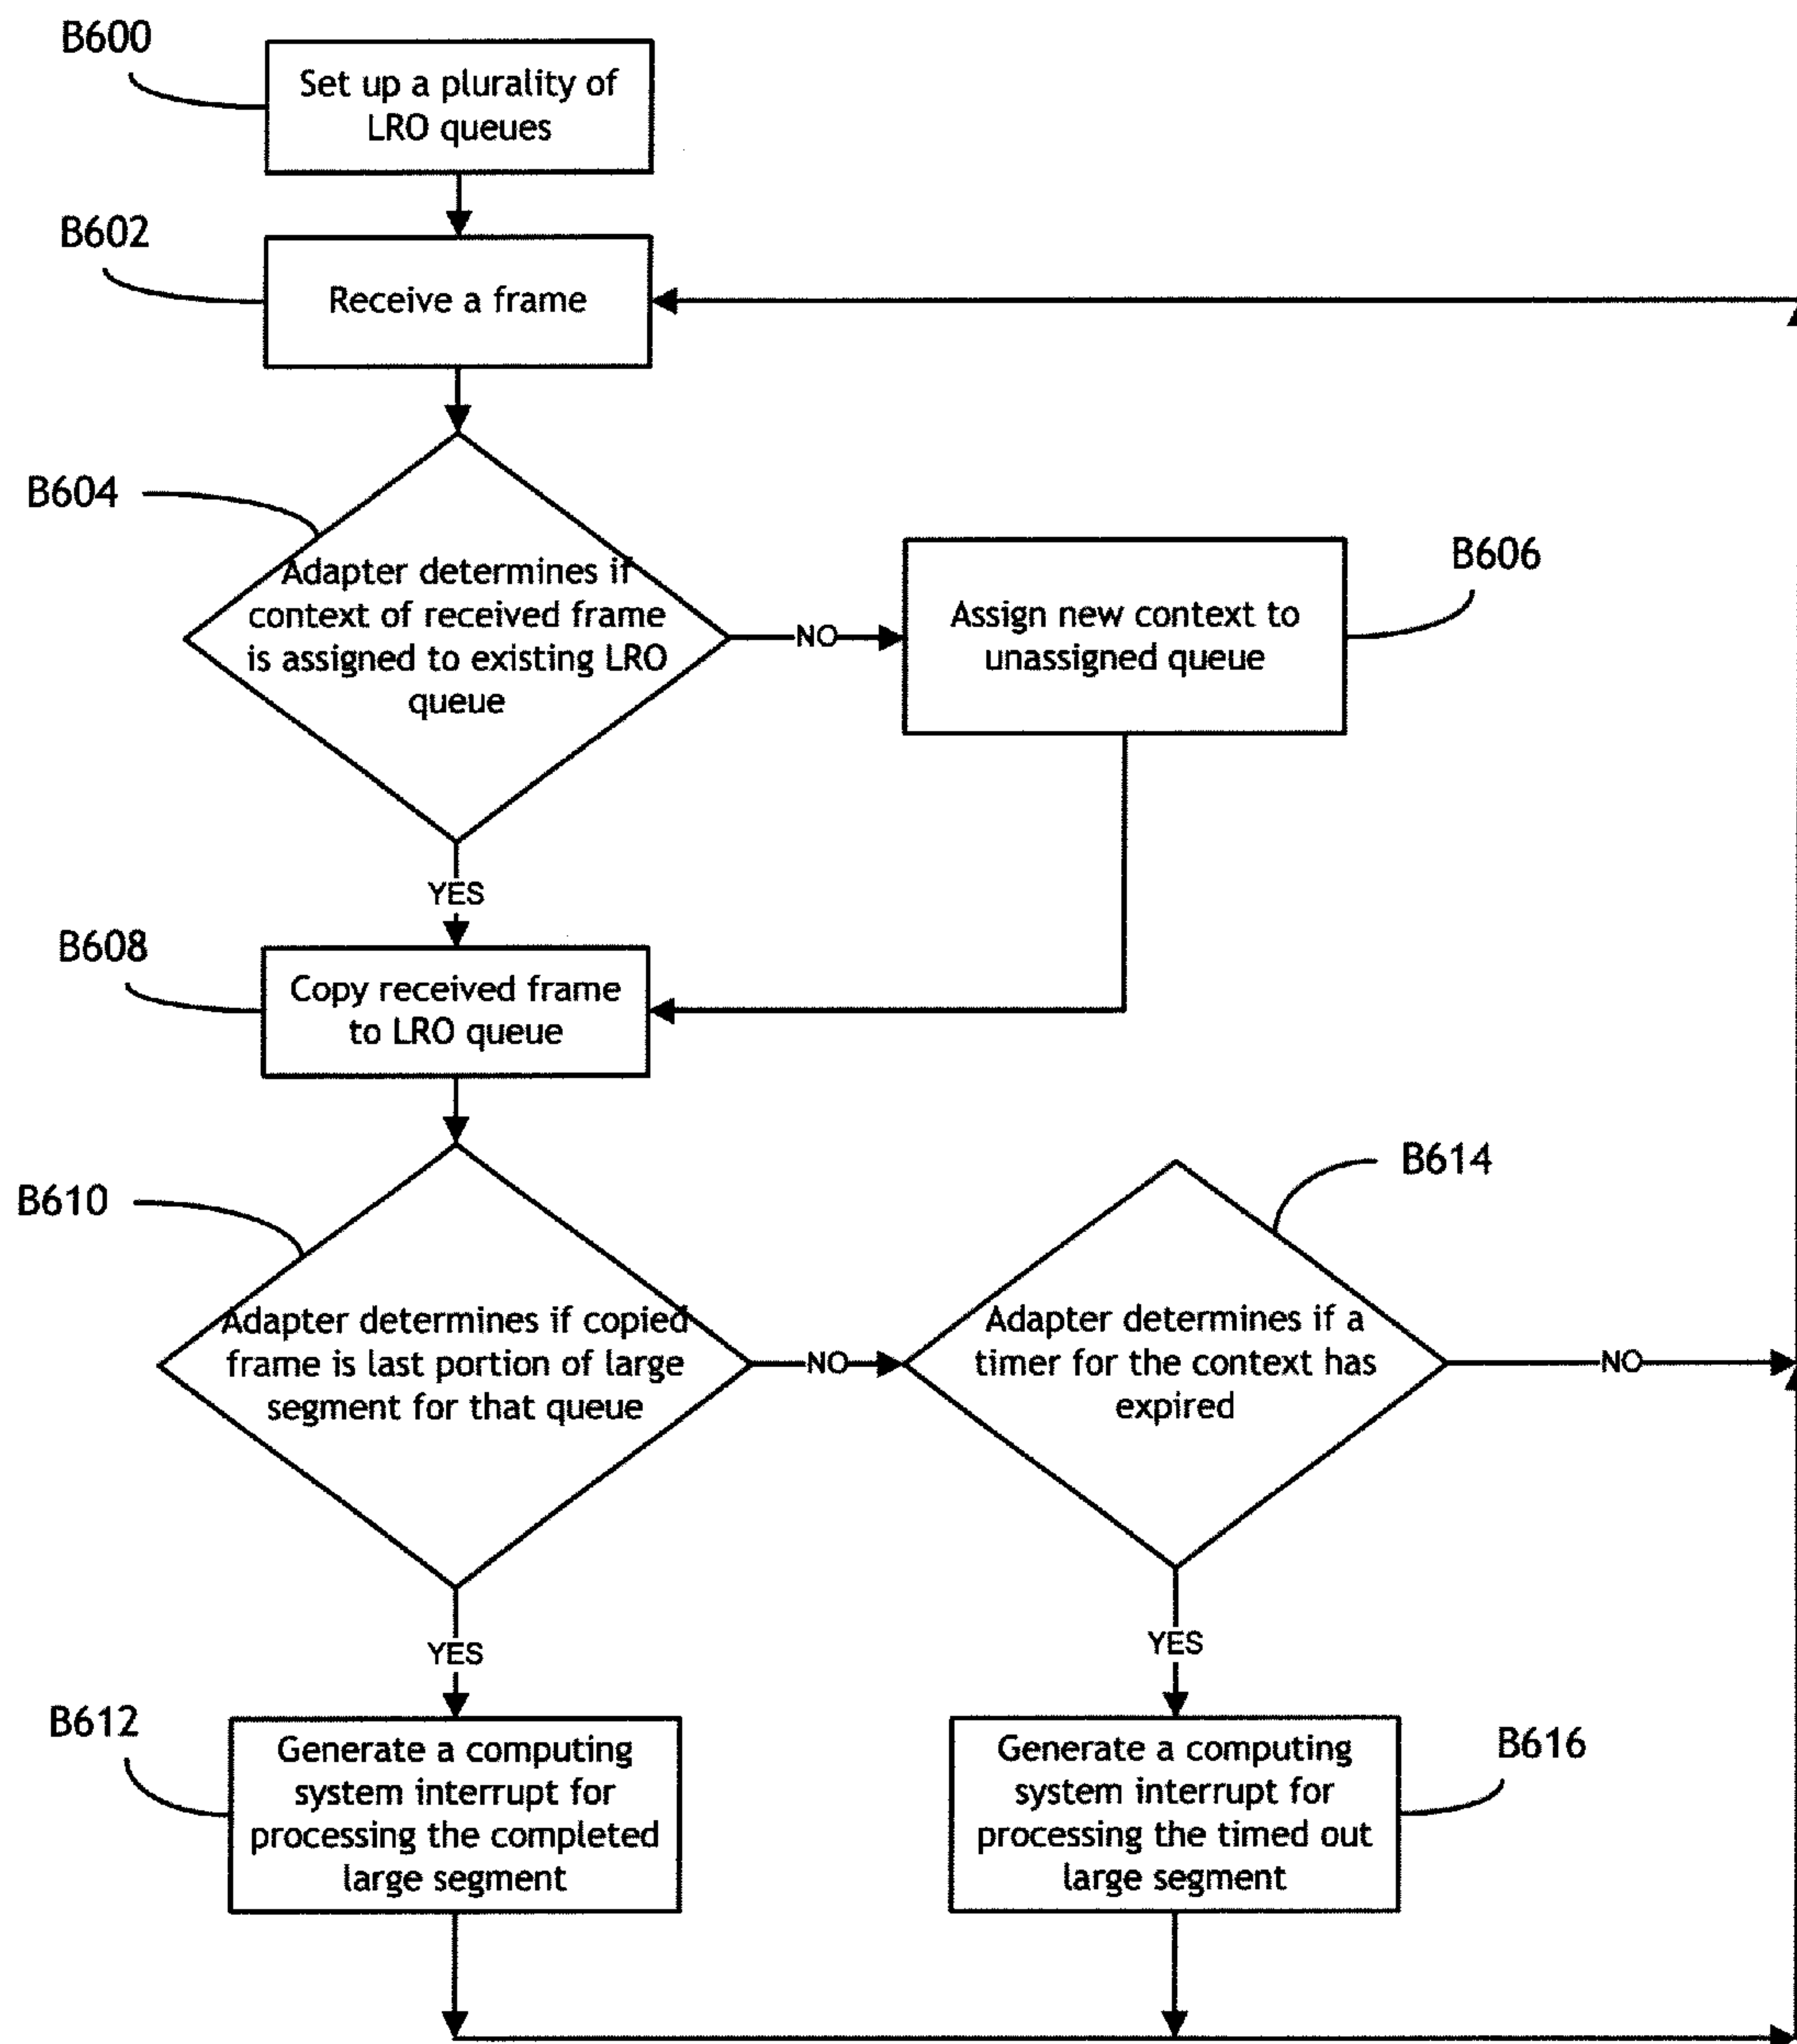 B600
Set up a plurality of
LRO queues
B602
Receive a frame
B604
Adapter determines if
context of received frame
is assigned to existing LRO
queue
NO
B606
Assign new context to
unassigned queue
YES
B608
Copy received frame
to LRO queue
B610
Adapter determines if copied
frame is last portion of large
segment for that queue
NO
B614
Adapter determines if a
timer for the context has
expired
NO
YES
YES
B612
Generate a computing
system interrupt for
processing the completed
large segment
B616
Generate a computing
system interrupt for
processing the timed out
large segment